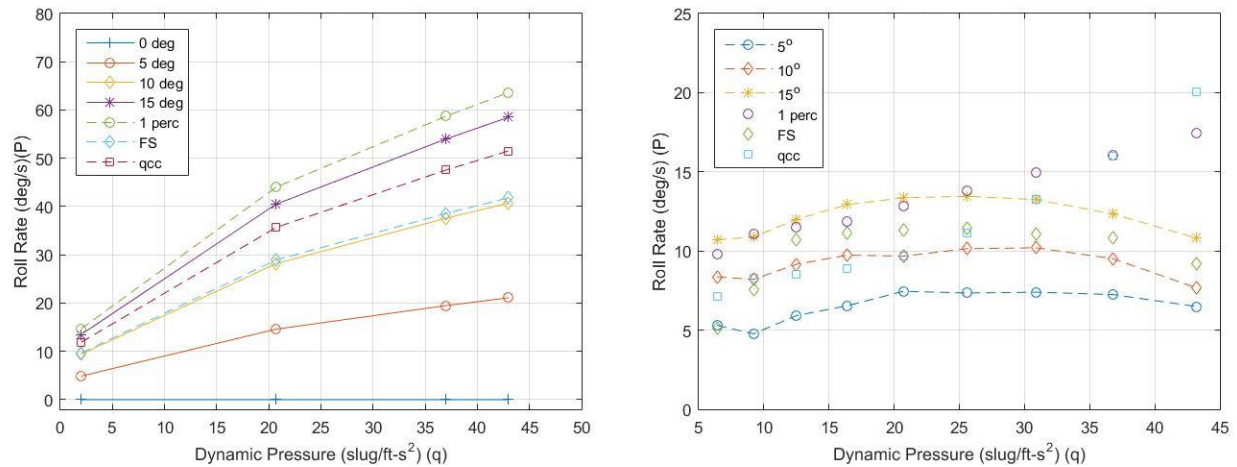 80
70
60
50
40
30
20
10
0
Roll Rate (deg/s)(P)
0 deg
5 deg
10 deg
15 deg
1 perc
FS
qcc
0 5 10 15 20 25 30 35 40 45 50
Dynamic Pressure (slug/ft-s²) (q)
25
20
15
10
5
0
Roll Rate (deg/s) (P)
5°
10°
15°
1 perc
FS
qcc
5 10 15 20 25 30 35 40 45
Dynamic Pressure (slug/ft-s²) (q)